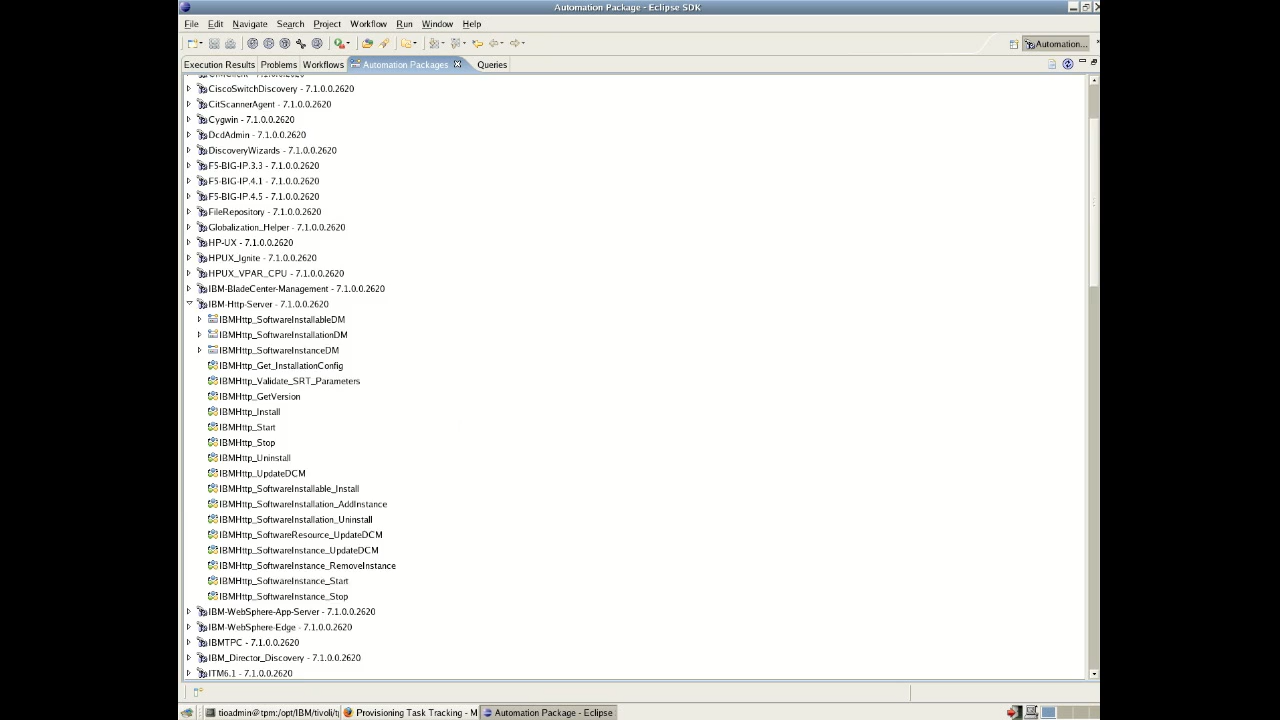 Automation Package - Eclipse SDK
File Edit Navigate Search Project Workflow Run Window Help
Automation...
Execution Results Problems Workflows Automation Packages Queries
CiscoSwitchDiscovery - 7.1.0.0.2620
CitScannerAgent - 7.1.0.0.2620
Cygwin - 7.1.0.0.2620
DcdAdmin - 7.1.0.0.2620
DiscoveryWizards - 7.1.0.0.2620
F5-BIG-IP.3.3 - 7.1.0.0.2620
F5-BIG-IP.4.1 - 7.1.0.0.2620
F5-BIG-IP.4.5 - 7.1.0.0.2620
FileRepository - 7.1.0.0.2620
Globalization_Helper - 7.1.0.0.2620
HP-UX - 7.1.0.0.2620
HPUX_Ignite - 7.1.0.0.2620
HPUX_VPAR_CPU - 7.1.0.0.2620
IBM-BladeCenter-Management - 7.1.0.0.2620
IBM-Http-Server - 7.1.0.0.2620
IBMHttp_SoftwareInstallableDM
IBMHttp_SoftwareInstallationDM
IBMHttp_SoftwareInstanceDM
IBMHttp_Get_InstallationConfig
IBMHttp_Validate_SRT_Parameters
IBMHttp_GetVersion
IBMHttp_Install
IBMHttp_Start
IBMHttp_Stop
IBMHttp_Uninstall
IBMHttp_UpdateDCM
IBMHttp_SoftwareInstallable_Install
IBMHttp_SoftwareInstallation_AddInstance
IBMHttp_SoftwareInstallation_Uninstall
IBMHttp_SoftwareResource_UpdateDCM
IBMHttp_SoftwareInstance_UpdateDCM
IBMHttp_SoftwareInstance_RemoveInstance
IBMHttp_SoftwareInstance_Start
IBMHttp_SoftwareInstance_Stop
IBM-WebSphere-App-Server - 7.1.0.0.2620
IBM-WebSphere-Edge - 7.1.0.0.2620
IBMTPC - 7.1.0.0.2620
IBM_Director_Discovery - 7.1.0.0.2620
ITM6.1 - 7.1.0.0.2620
tioadmin@tpm:/opt/IBM/tivoli/t Provisioning Task Tracking - M Automation Package - Eclipse